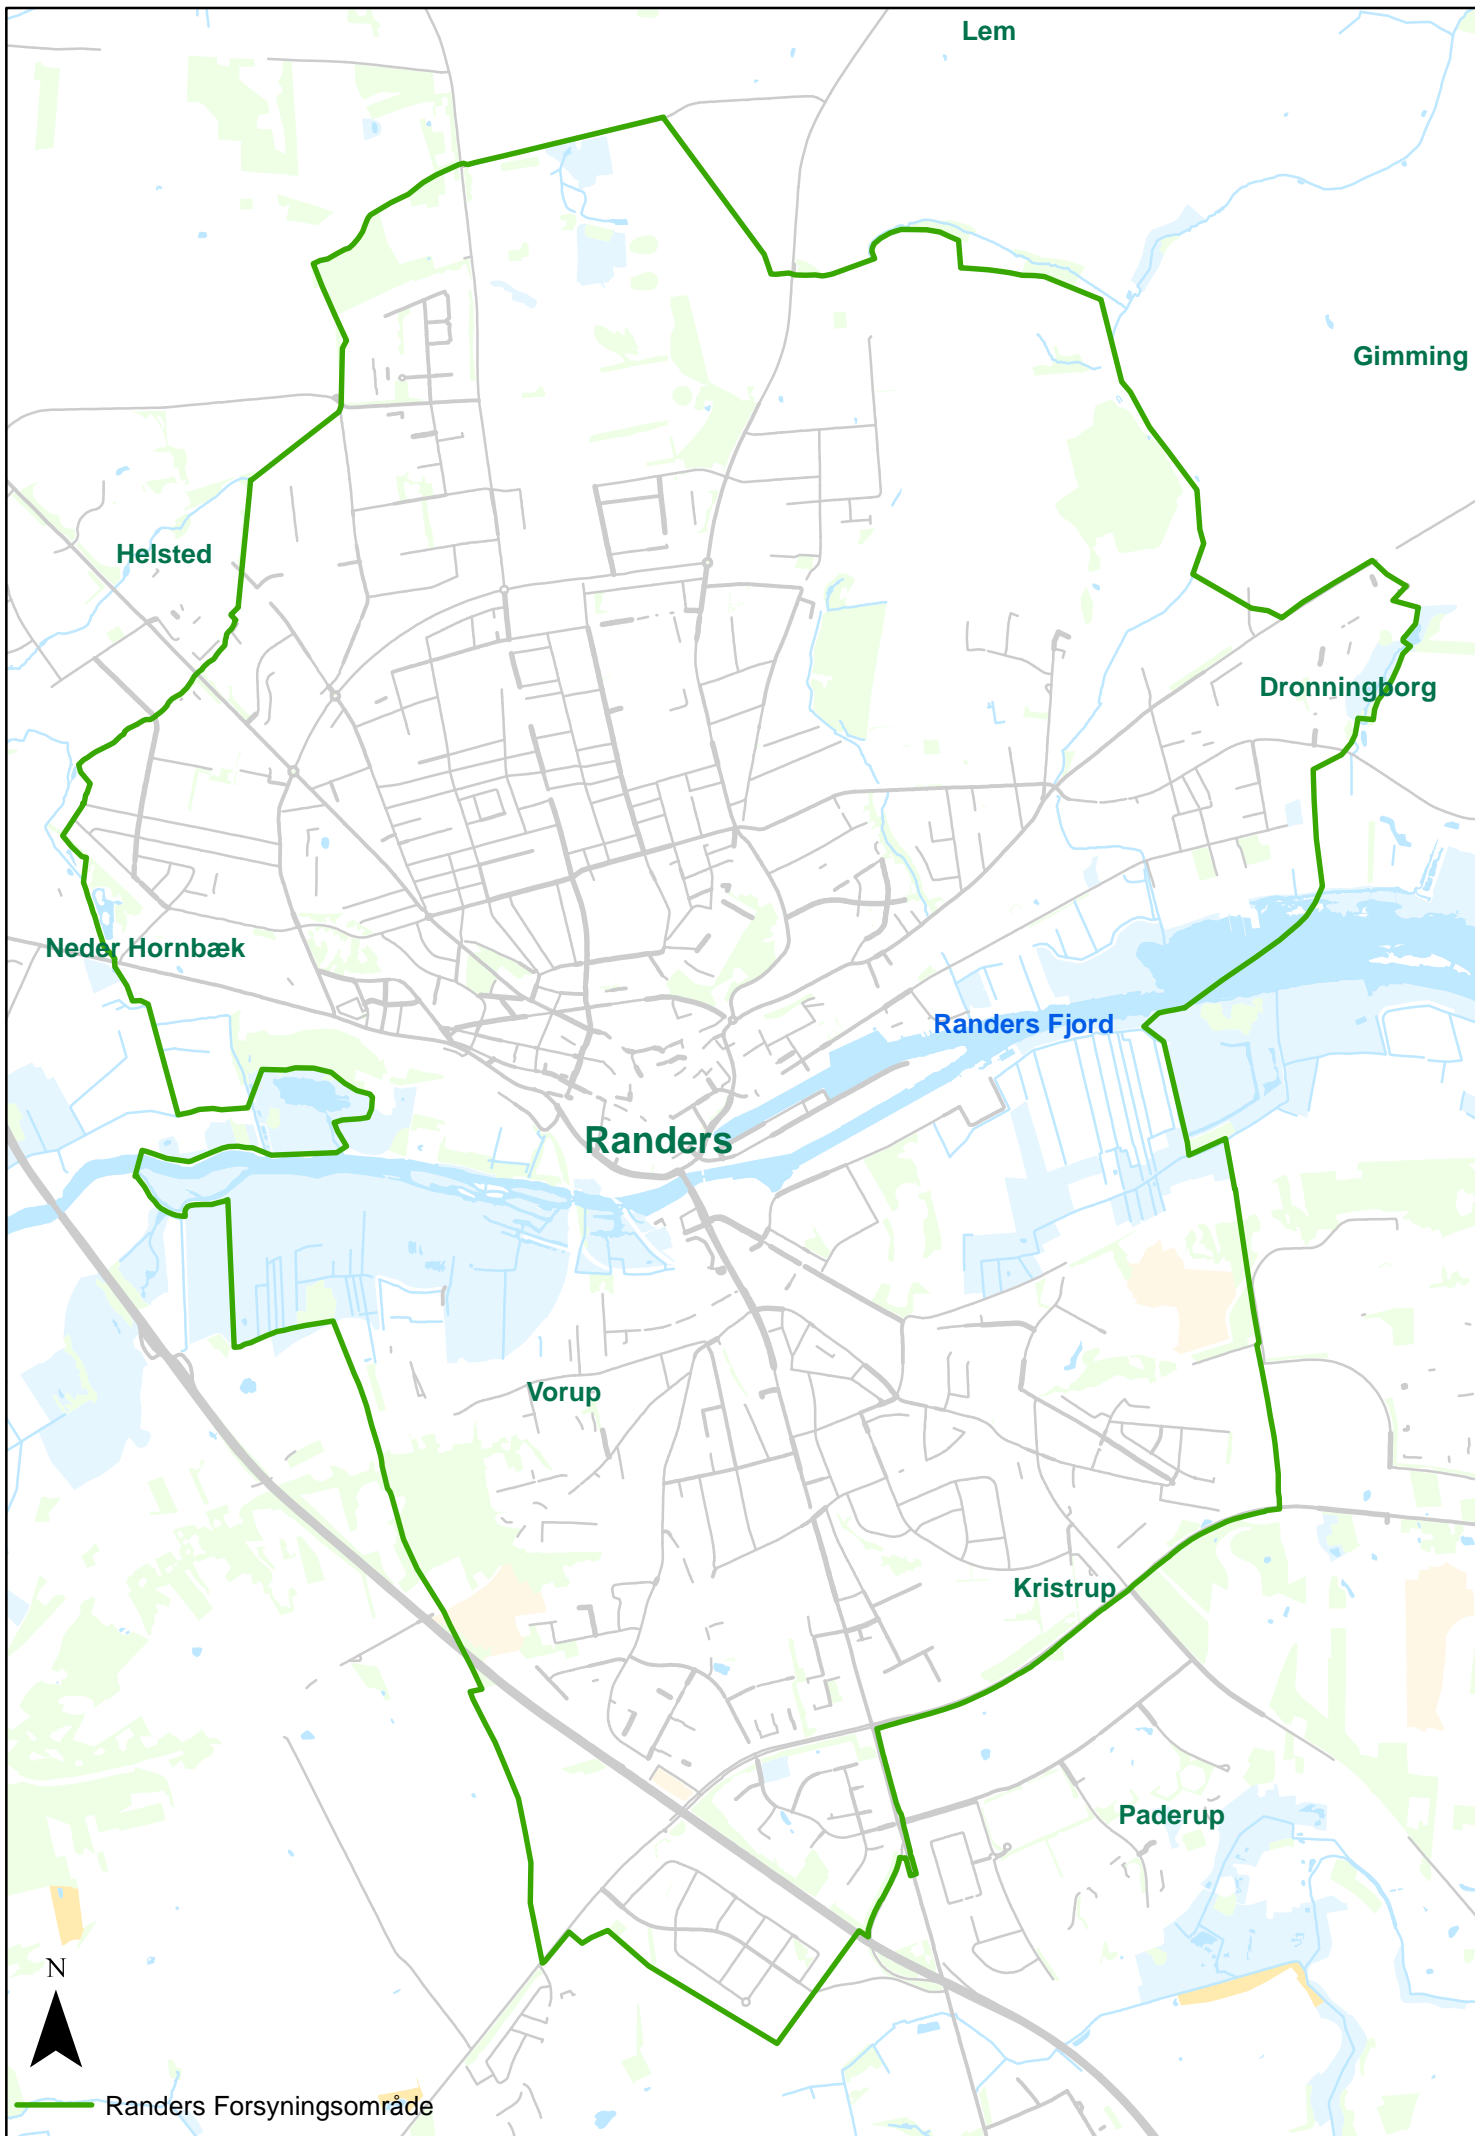 Lem
Gimming
Helsted
Dronningborg
Neder Hornbæk
Randers Fjord
Randers
Vorup
Kristrup
Paderup
N
Randers Forsyningsområde